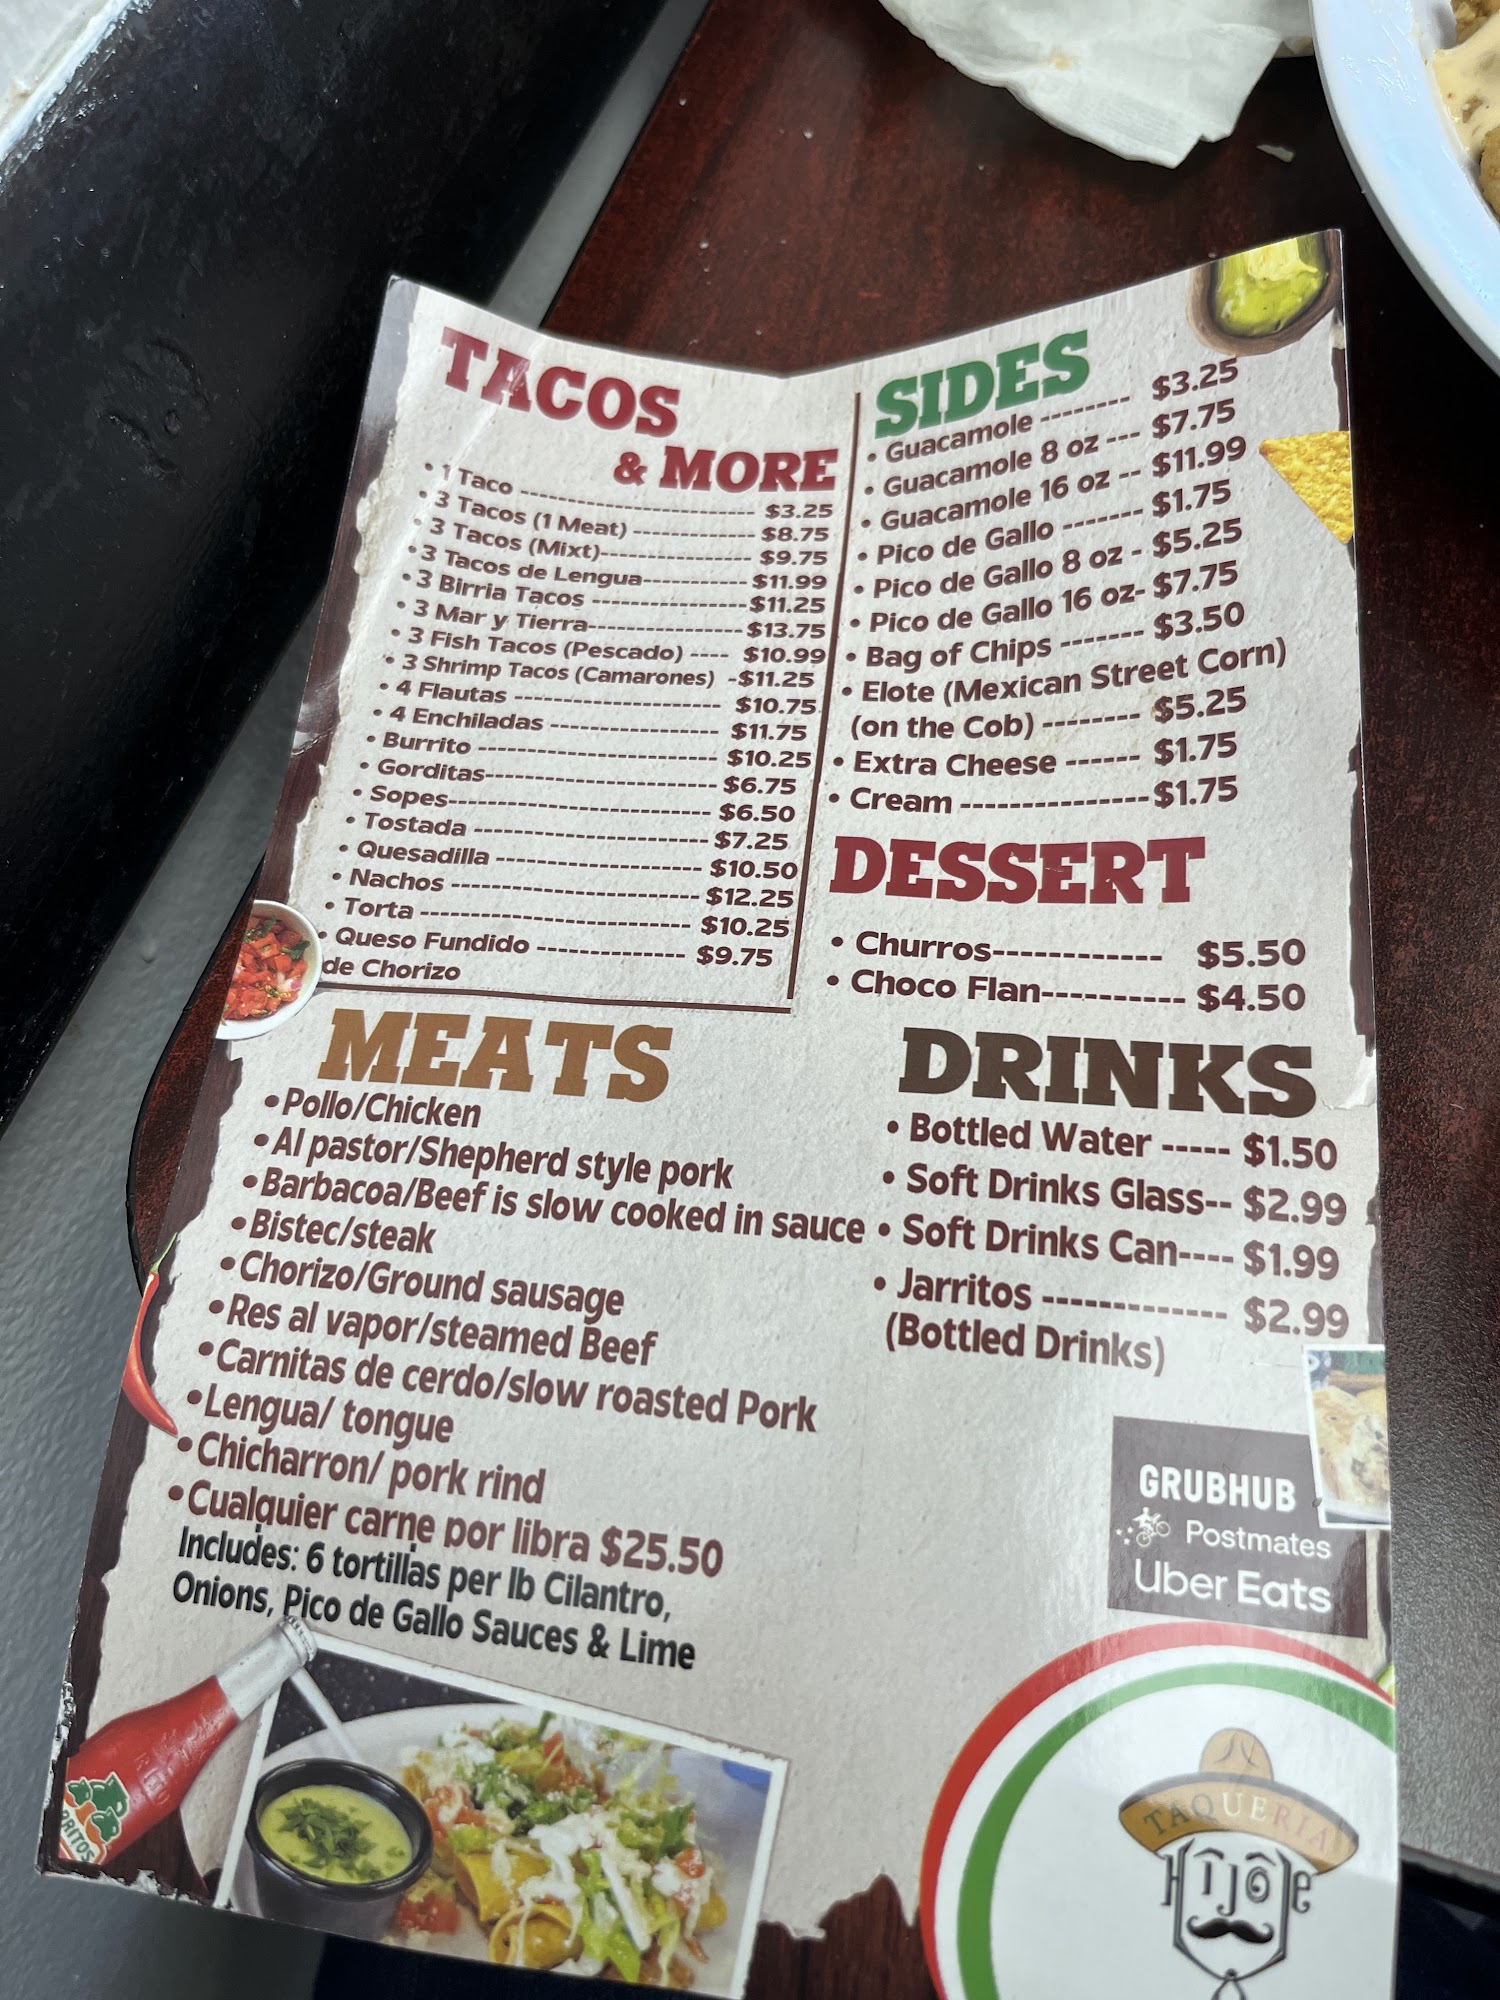 TACOS
& MORE
• 1 Taco ------------------------- $3.25
• 3 Tacos (1 Meat) ------------- $8.75
• 3 Tacos (Mixt)---------------- $9.75
• 3 Tacos de Lengua----------- $11.99
• 3 Birria Tacos ----------------$11.25
• 3 Mar y Tierra----------------$13.75
• 3 Fish Tacos (Pescado) ---- $10.99
• 3 Shrimp Tacos (Camarones) -$11.25
• 4 Flautas --------------------- $10.75
• 4 Enchiladas ----------------- $11.75
• Burrito ------------------------ $10.25
• Gorditas----------------------- $6.75
• Sopes-------------------------- $6.50
• Tostada ----------------------- $7.25
• Quesadilla -------------------- $10.50
• Nachos ------------------------ $12.25
• Torta --------------------------- $10.25
• Queso Fundido -------------- $9.75
de Chorizo
SIDES
• Guacamole -------- $3.25
• Guacamole 8 oz --- $7.75
• Guacamole 16 oz -- $11.99
• Pico de Gallo ------- $1.75
• Pico de Gallo 8 oz - $5.25
• Pico de Gallo 16 oz- $7.75
• Bag of Chips ------- $3.50
• Elote (Mexican Street Corn)
(on the Cob) -------- $5.25
• Extra Cheese ------ $1.75
• Cream ---------------$1.75
DESSERT
• Churros------------- $5.50
• Choco Flan---------- $4.50
MEATS
•Pollo/Chicken
•Al pastor/Shepherd style pork
•Barbacoa/Beef is slow cooked in sauce
•Bistec/steak
•Chorizo/Ground sausage
•Res al vapor/steamed Beef
•Carnitas de cerdo/slow roasted Pork
•Lengua/ tongue
•Chicharron/ pork rind
•Cualquier carne por libra $25.50
Includes: 6 tortillas per lb Cilantro,
Onions, Pico de Gallo Sauces & Lime
DRINKS
• Bottled Water ----- $1.50
• Soft Drinks Glass-- $2.99
• Soft Drinks Can---- $1.99
• Jarritos ------------- $2.99
(Bottled Drinks)
GRUBHUB
Postmates
Uber Eats
TAQUERIA
HÎJÔle